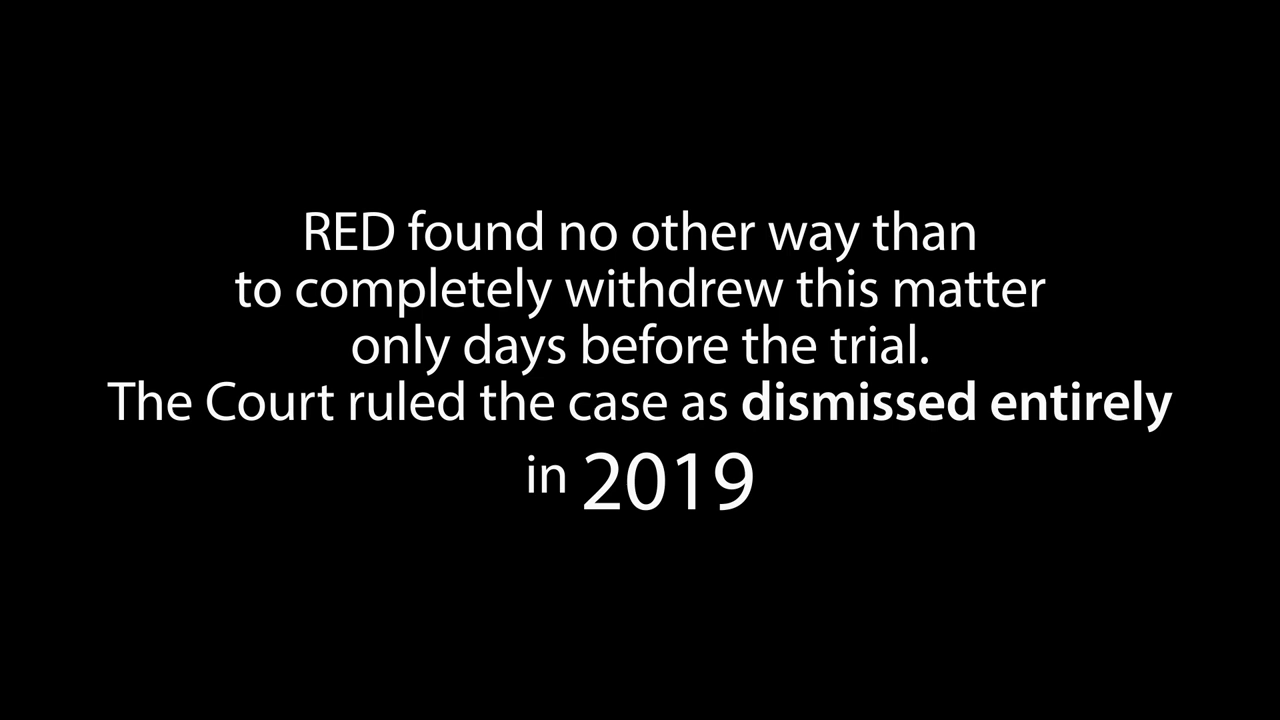 RED found no other way than
to completely withdrew this matter
only days before the trial.
The Court ruled the case as dismissed entirely
in 2019